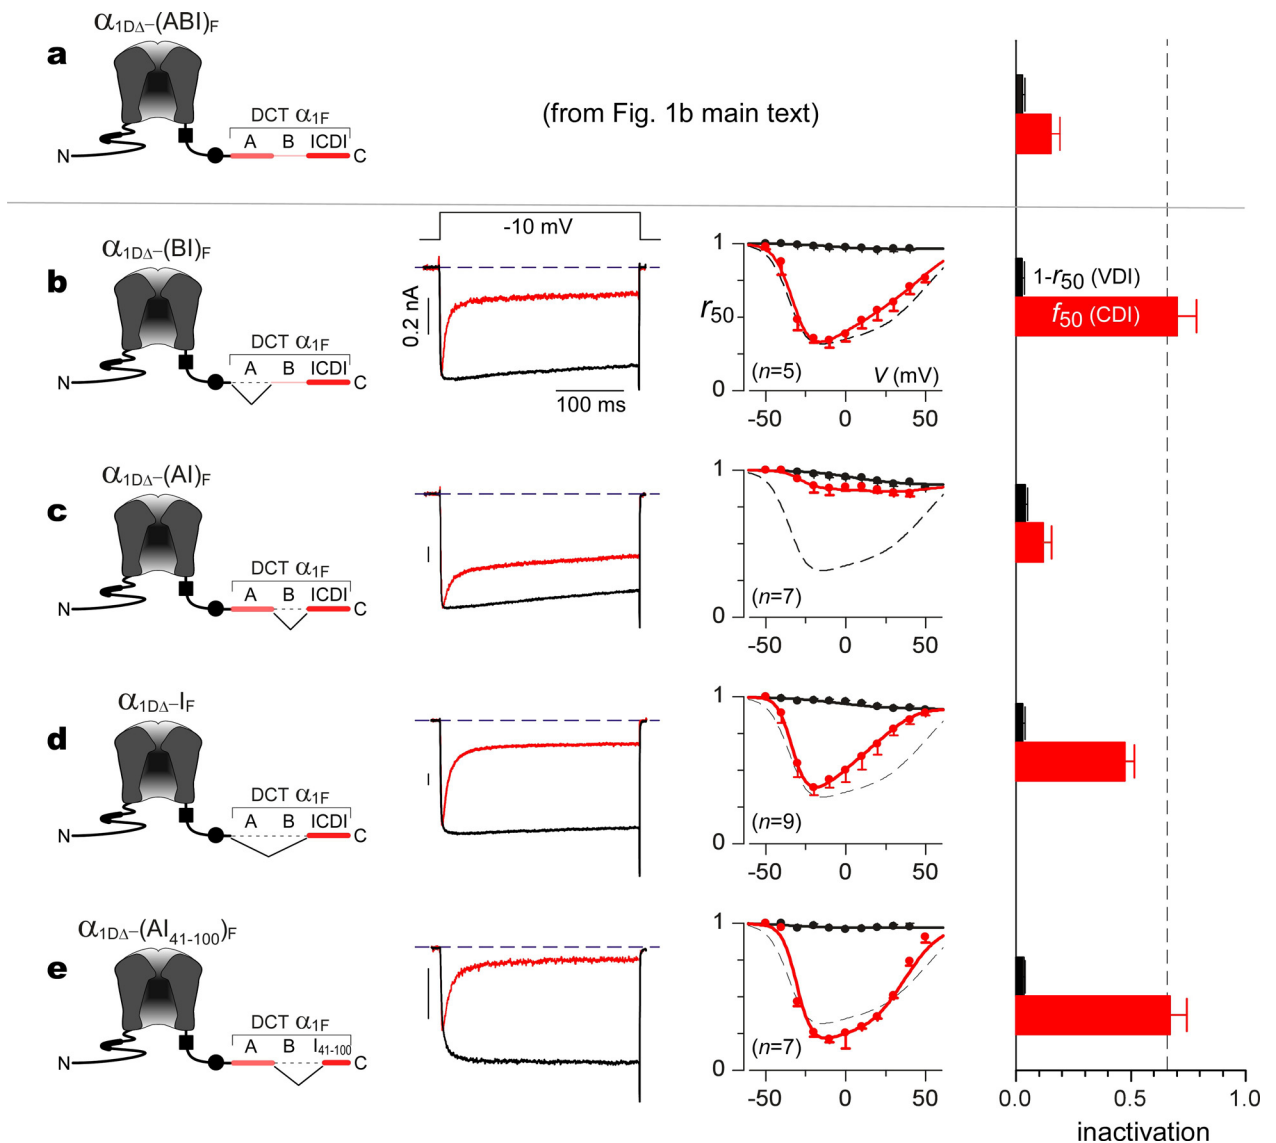 α1DΔ–(ABI)F
a
DCT α1F
A B ICDI
N C
(from Fig. 1b main text)
α1DΔ–(BI)F
b
DCT α1F
A B ICDI
N C
-10 mV
0.2 nA
100 ms
1
r50
0
(n=5) V (mV)
-50 0 50
1-r50 (VDI)
f50 (CDI)
α1DΔ–(AI)F
c
DCT α1F
A B ICDI
N C
1
0
(n=7)
-50 0 50
α1DΔ–IF
d
DCT α1F
A B ICDI
N C
1
0
(n=9)
-50 0 50
α1DΔ–(AI41-100)F
e
DCT α1F
A B I41-100
N C
1
0
(n=7)
-50 0 50
0.0 0.5 1.0
inactivation